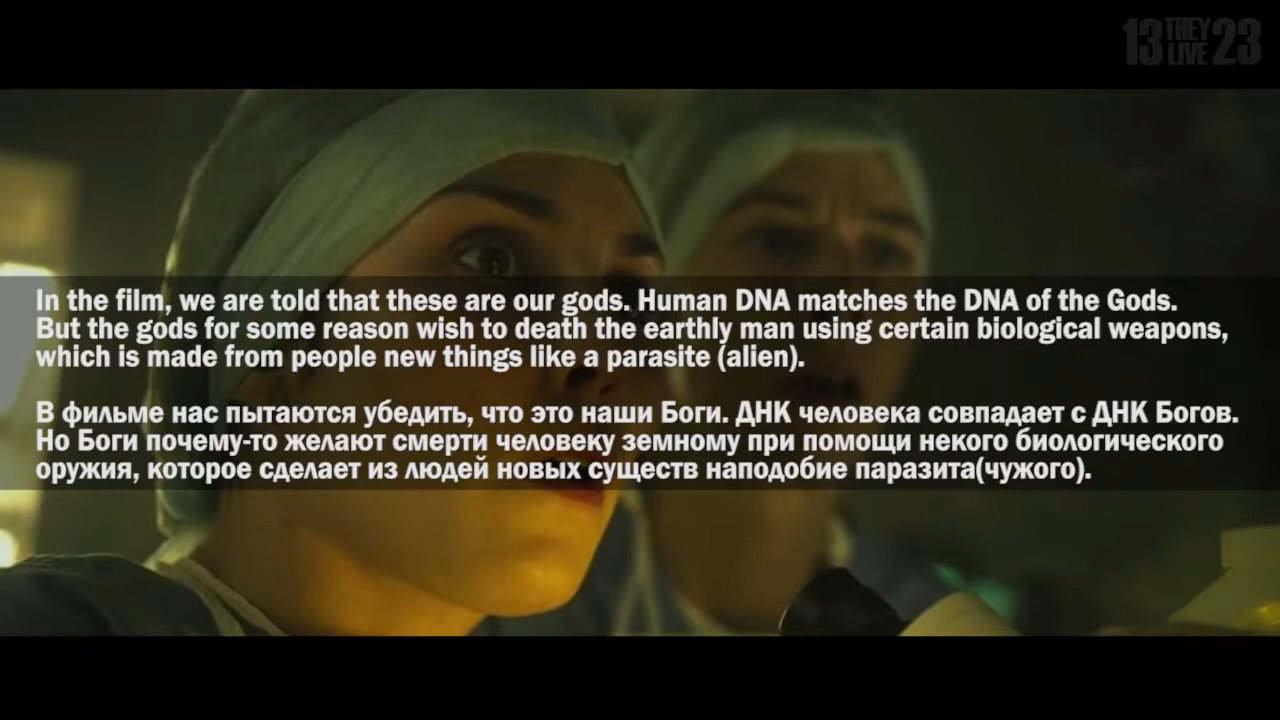 13 THEY LIVE 23
In the film, we are told that these are our gods. Human DNA matches the DNA of the Gods.
But the gods for some reason wish to death the earthly man using certain biological weapons,
which is made from people new things like a parasite (alien).
В фильме нас пытаются убедить, что это наши Боги. ДНК человека совпадает с ДНК Богов.
Но Боги почему-то желают смерти человеку земному при помощи некого биологического
оружия, которое сделает из людей новых существ наподобие паразита(чужого).